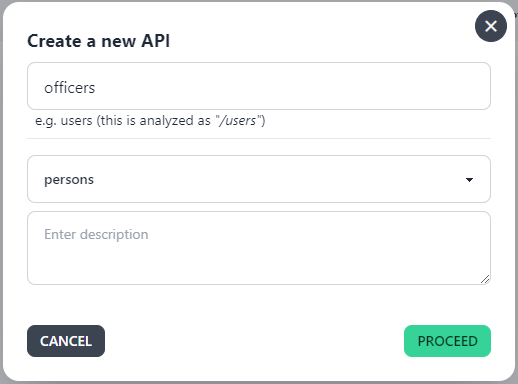 Create a new API
officers
e.g. users (this is analyzed as "/users")
persons
Enter description
CANCEL
PROCEED